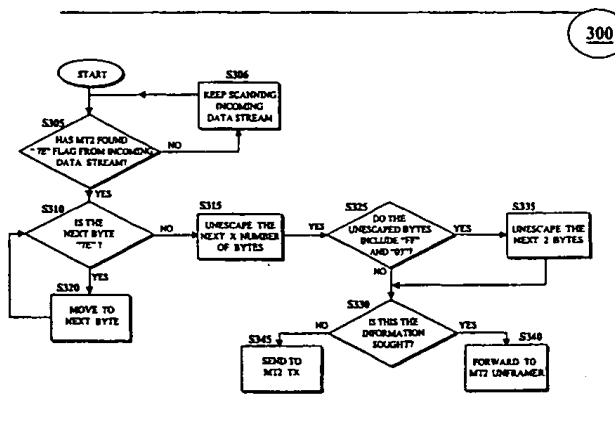 300
START
S306
KEEP SCANNING
INCOMING
DATA STREAM
S305
HAS MT2 FOUND
"7E" FLAG FROM INCOMING
DATA STREAM?
NO
YES
S310
IS THE
NEXT BYTE
"7E"?
NO
S315
UNESCAPE THE
NEXT X NUMBER
OF BYTES
YES
S325
DO THE
UNESCAPED BYTES
INCLUDE "FF"
AND "03"?
YES
S335
UNESCAPE THE
NEXT 2 BYTES
YES
S320
MOVE TO
NEXT BYTE
NO
S330
IS THIS THE
INFORMATION
SOUGHT?
NO
YES
S345
SEND TO
MT2 TX
S340
FORWARD TO
MT2 UNFRAMER